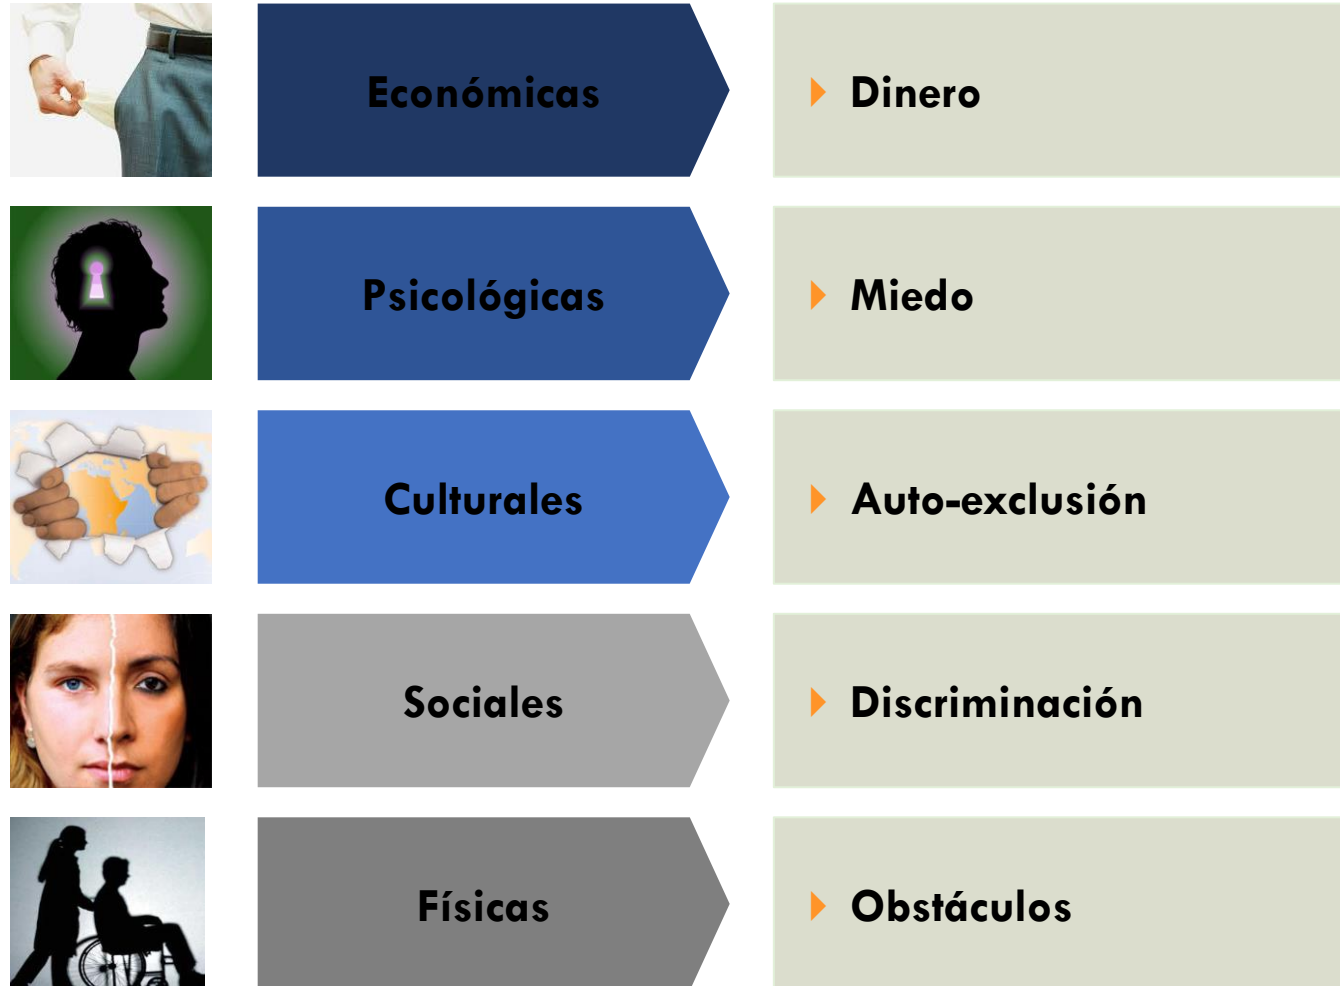 Económicas
Dinero
Psicológicas
Miedo
Culturales
Auto-exclusión
Sociales
Discriminación
Físicas
Obstáculos